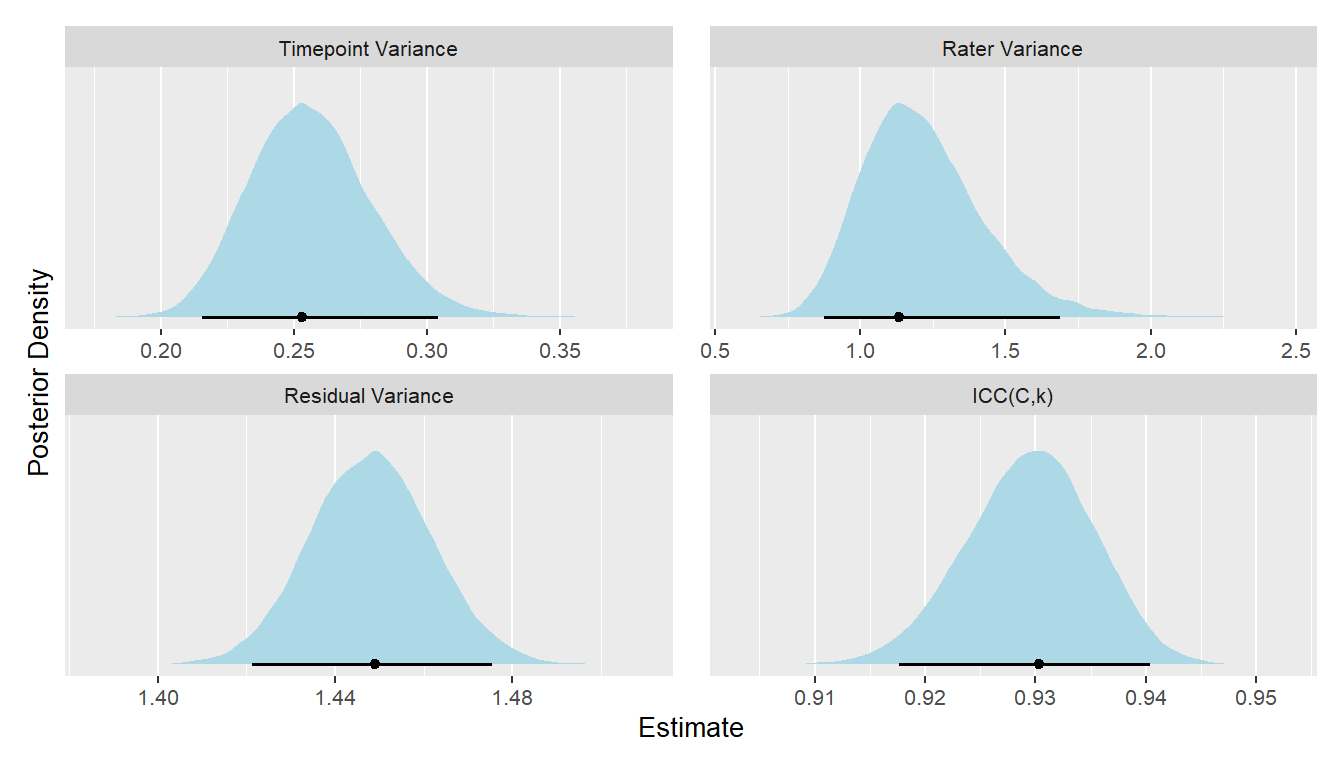 Timepoint Variance
Rater Variance
0.20 0.25 0.30 0.35
0.5 1.0 1.5 2.0 2.5
Posterior Density
Residual Variance
ICC(C,k)
1.40 1.44 1.48
0.91 0.92 0.93 0.94 0.95
Estimate